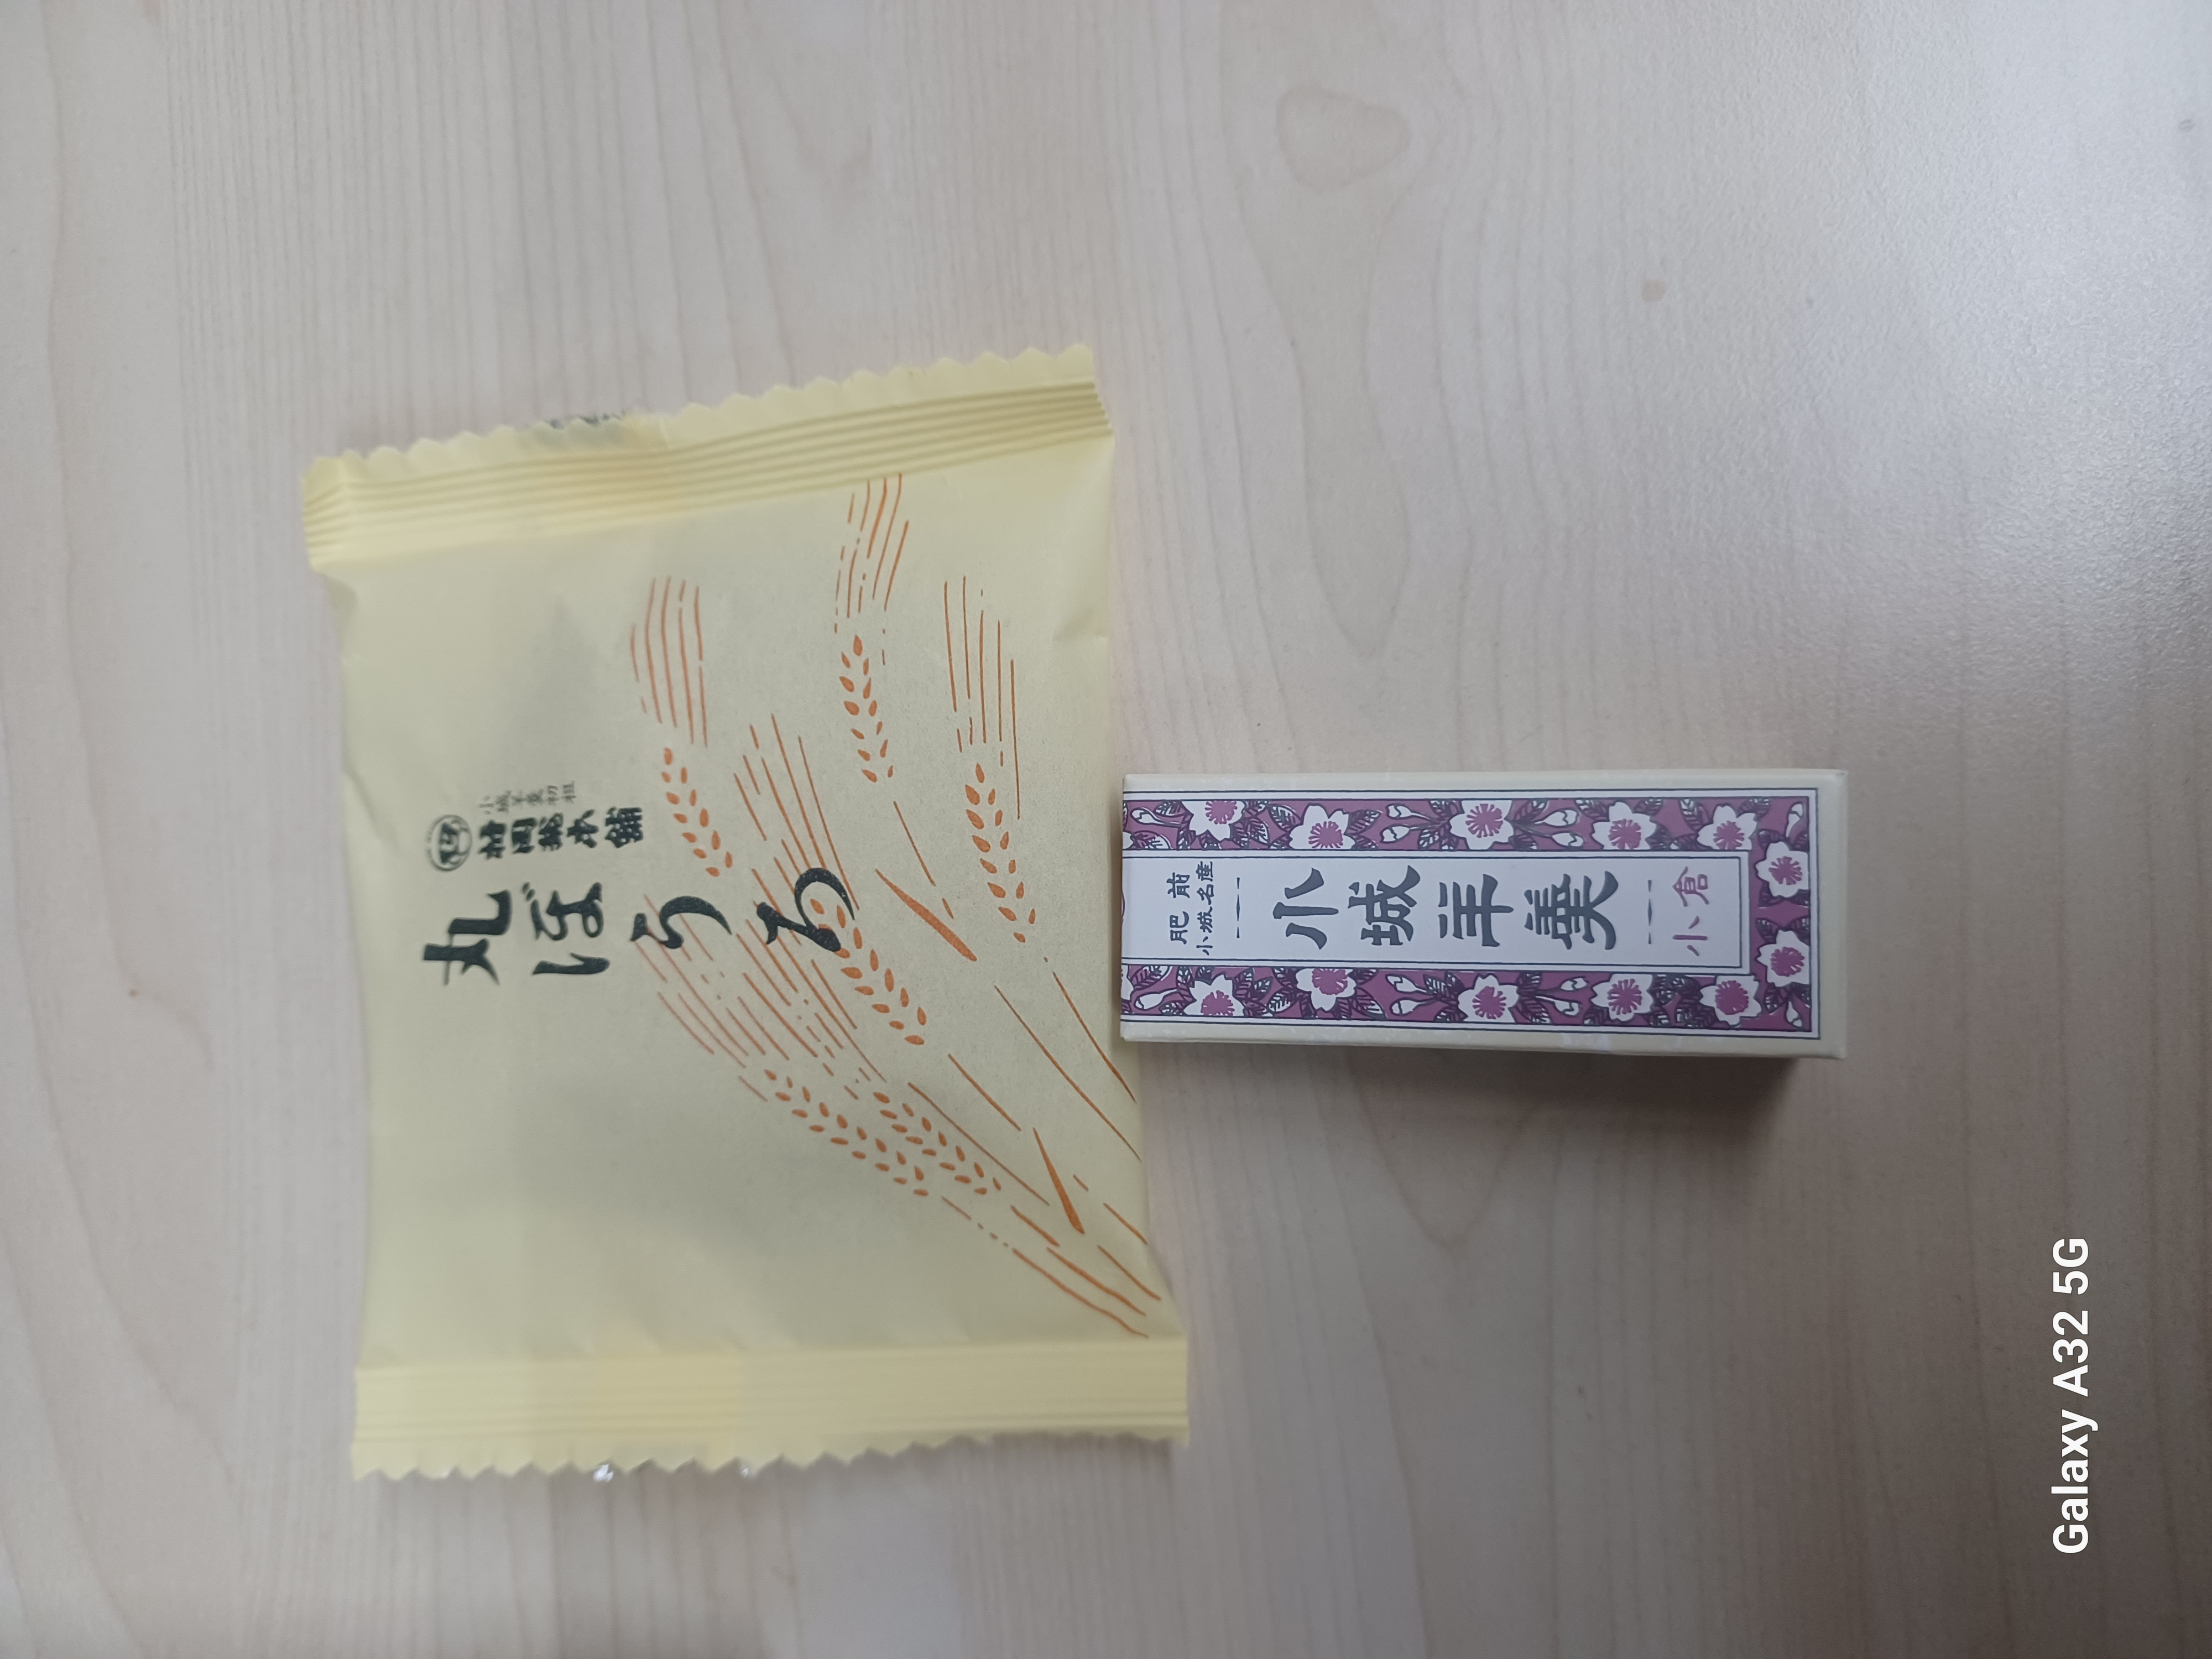 丸ぼうろ
小城羊羹初祖
村岡総本舗
肥前
小城名産
小城羊羹
小倉
Galaxy A32 5G